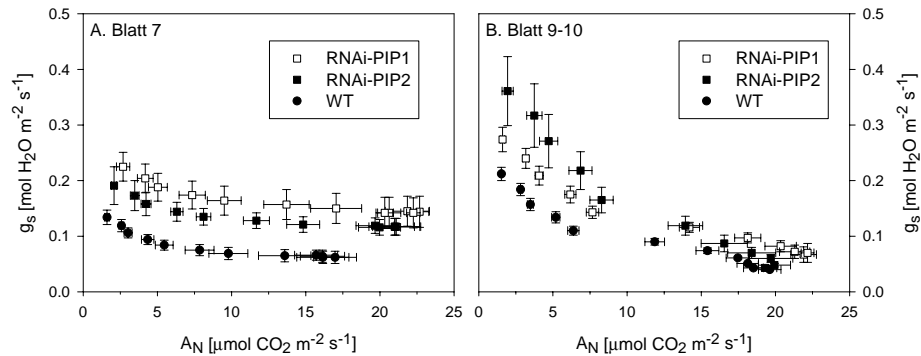 A. Blatt 7
RNAi-PIP1
RNAi-PIP2
WT
0.5
0.4
0.3
0.2
0.1
0.0
gs [mol H2O m-2 s-1]
0 5 10 15 20 25
AN [μmol CO2 m-2 s-1]
B. Blatt 9-10
RNAi-PIP1
RNAi-PIP2
WT
0 5 10 15 20 25
AN [μmol CO2 m-2 s-1]
0.5
0.4
0.3
0.2
0.1
0.0
gs [mol H2O m-2 s-1]